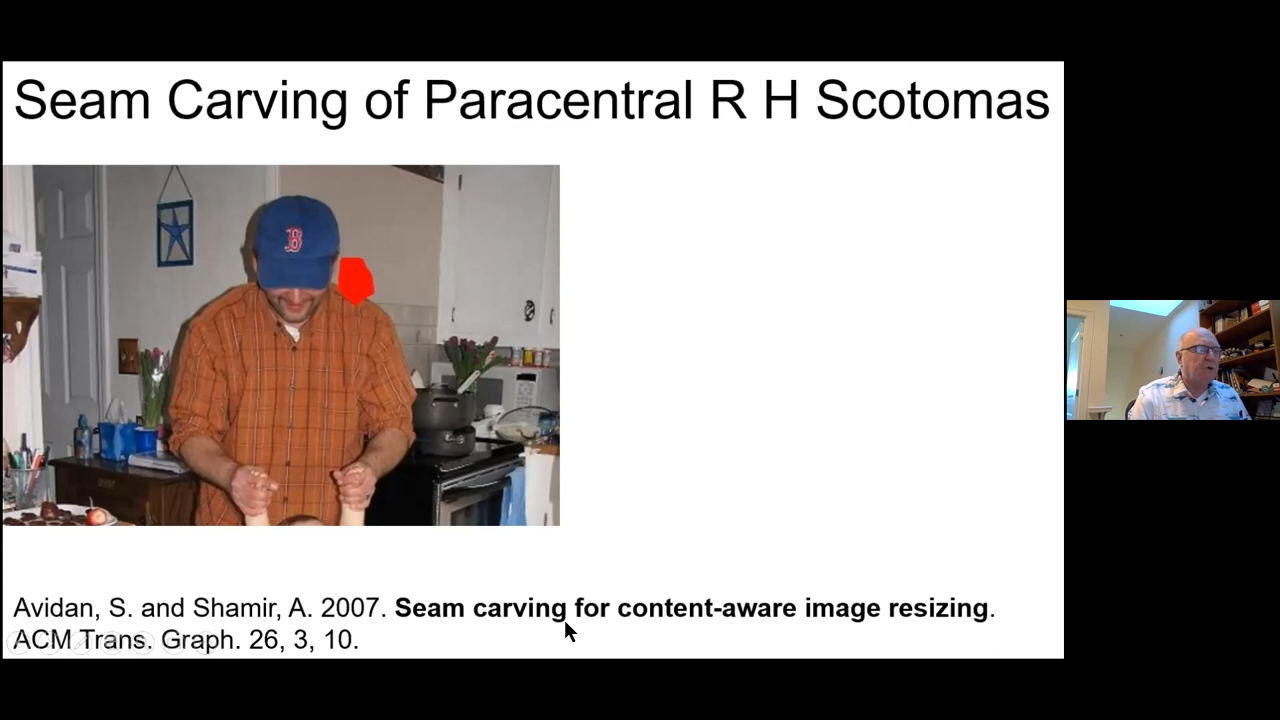 Seam Carving of Paracentral R H Scotomas
B
Avidan, S. and Shamir, A. 2007. Seam carving for content-aware image resizing.
ACM Trans. Graph. 26, 3, 10.